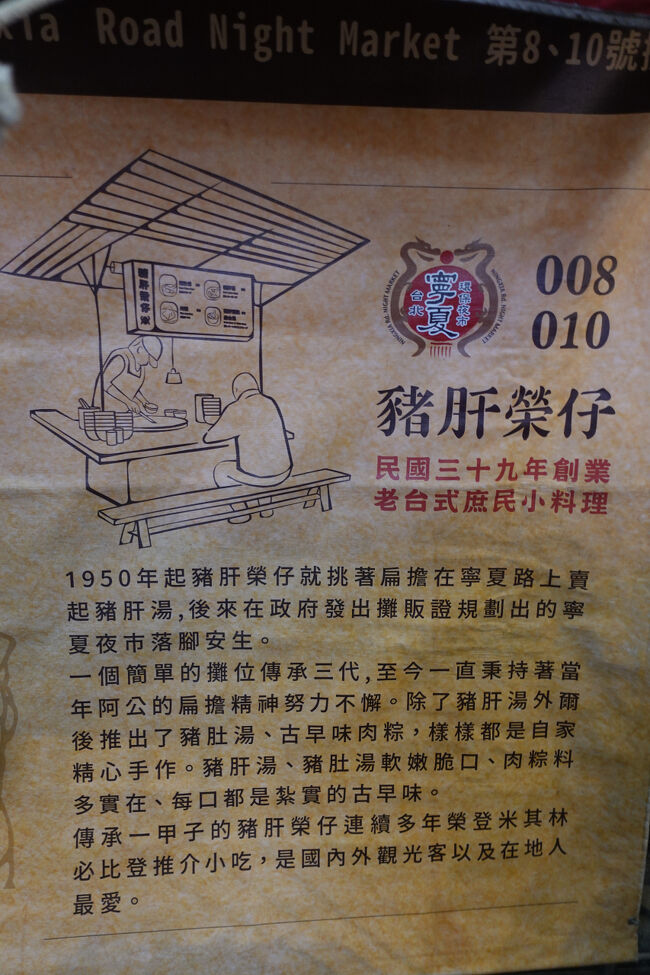 Road Night Market 第8、10號
008
010
寧夏
環保夜市
台北
NINGXIA RD. NIGHT MARKET
NINGXIA RD. NIGHT MARKET
豬肝榮仔
民國三十九年創業
老台式庶民小料理
1950年起豬肝榮仔就挑著扁擔在寧夏路上賣
起豬肝湯,後來在政府發出攤販證規劃出的寧
夏夜市落腳安生。
一個簡單的攤位傳承三代,至今一直秉持著當
年阿公的扁擔精神努力不懈。除了豬肝湯外爾
後推出了豬肚湯、古早味肉粽，樣樣都是自家
精心手作。豬肝湯、豬肚湯軟嫩脆口、肉粽料
多實在、每口都是紮實的古早味。
傳承一甲子的豬肝榮仔連續多年榮登米其林
必比登推介小吃，是國內外觀光客以及在地人
最愛。